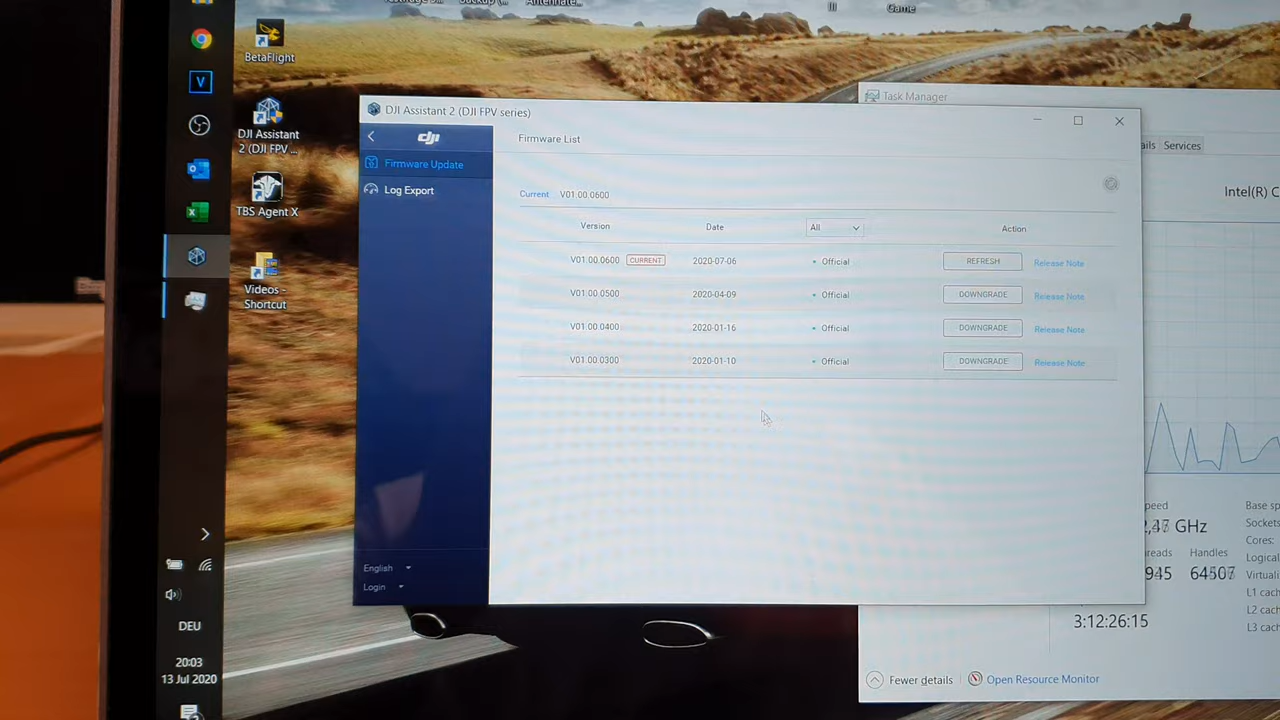 III
Game
BetaFlight
DJI Assistant
2 (DJI FPV ...
TBS Agent X
Videos -
Shortcut
V
DJI Assistant 2 (DJI FPV series)
dji
Firmware Update
Log Export
English
Login
Firmware List
Current V01.00.0600
Version Date All Action
V01.00.0600 CURRENT 2020-07-06 Official REFRESH Release Note
V01.00.0500 2020-04-09 Official DOWNGRADE Release Note
V01.00.0400 2020-01-16 Official DOWNGRADE Release Note
V01.00.0300 2020-01-10 Official DOWNGRADE Release Note
Task Manager
ails Services
Intel(R) C
peed
2,47 GHz
reads Handles
945 64507
3:12:26:15
Base sp
Sockets
Cores:
Logical
Virtuali
L1 cach
L2 cach
L3 cac
Fewer details Open Resource Monitor
DEU
20:03
13 Jul 2020